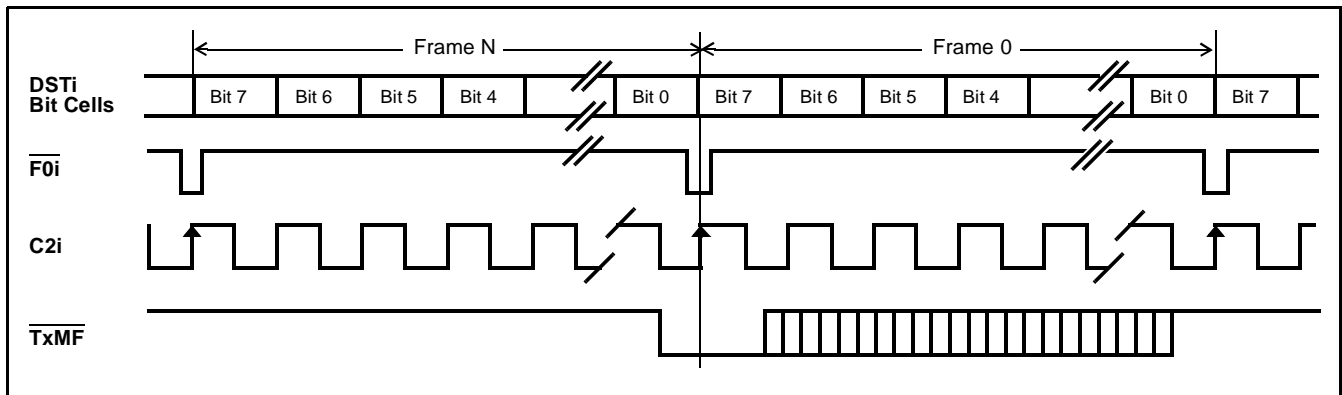 Frame N Frame 0
DSTi
Bit Cells
Bit 7 Bit 6 Bit 5 Bit 4 Bit 0 Bit 7 Bit 6 Bit 5 Bit 4 Bit 0 Bit 7
F0i
C2i
TxMF